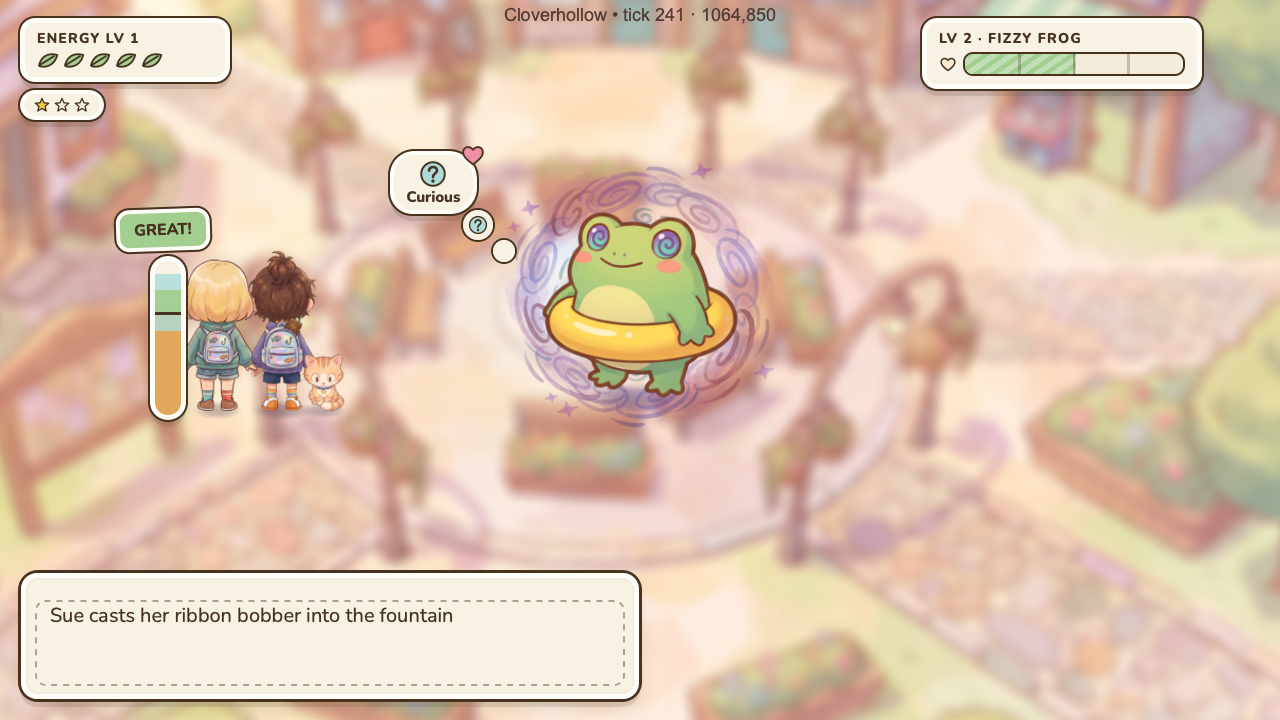 Cloverhollow • tick 241 · 1064,850
ENERGY LV 1
LV 2 · FIZZY FROG
?
Curious
?
GREAT!
Sue casts her ribbon bobber into the fountain